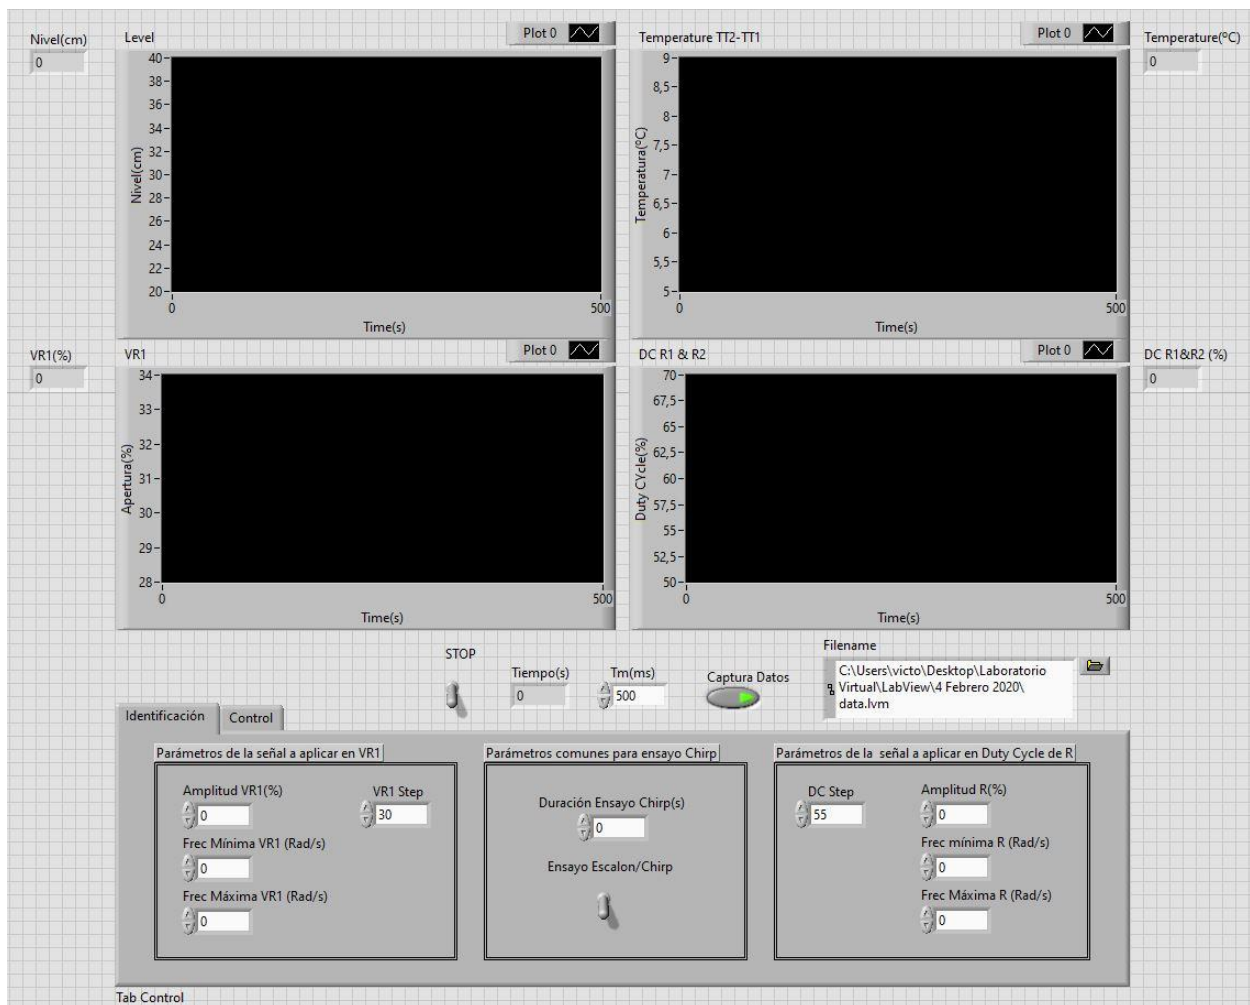 Nivel(cm)
0
Level
Plot 0
40
38
36
34
32
30
28
26
24
22
20
Nivel(cm)
0
500
Time(s)
Temperature TT2-TT1
Plot 0
9
8,5
8
7,5
7
6,5
6
5,5
5
Temperatura(ºC)
0
500
Time(s)
Temperature(ºC)
0
VR1(%)
0
VR1
Plot 0
34
33
32
31
30
29
28
Apertura(%)
0
500
Time(s)
DC R1 & R2
Plot 0
70
67,5
65
62,5
60
57,5
55
52,5
50
Duty CYcle(%)
0
500
Time(s)
DC R1&R2 (%)
0
STOP
Tiempo(s)
0
Tm(ms)
500
Captura Datos
Filename
C:\Users\victo\Desktop\Laboratorio
Virtual\LabView\4 Febrero 2020\
data.lvm
Identificación
Control
Parámetros de la señal a aplicar en VR1
Amplitud VR1(%)
0
VR1 Step
30
Frec Mínima VR1 (Rad/s)
0
Frec Máxima VR1 (Rad/s)
0
Parámetros comunes para ensayo Chirp
Duración Ensayo Chirp(s)
0
Ensayo Escalon/Chirp
Parámetros de la  señal a aplicar en Duty Cycle de R
DC Step
55
Amplitud R(%)
0
Frec mínima R (Rad/s)
0
Frec Máxima R (Rad/s)
0
Tab Control